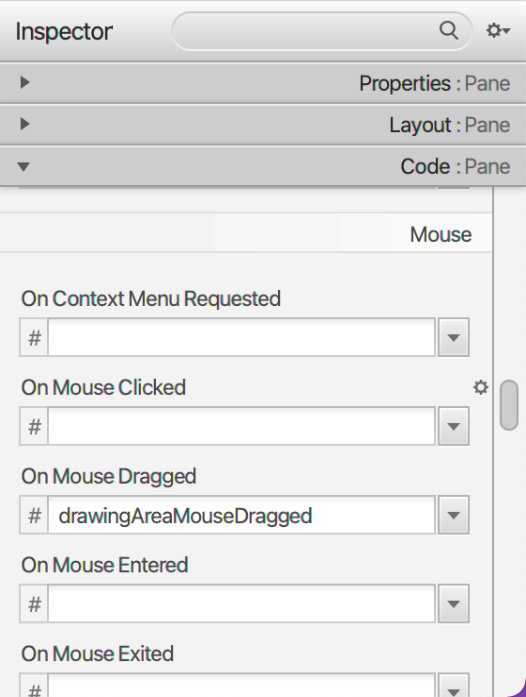 Inspector
Properties : Pane
Layout : Pane
Code : Pane
Mouse
On Context Menu Requested
#
On Mouse Clicked
#
On Mouse Dragged
# drawingAreaMouseDragged
On Mouse Entered
#
On Mouse Exited
#